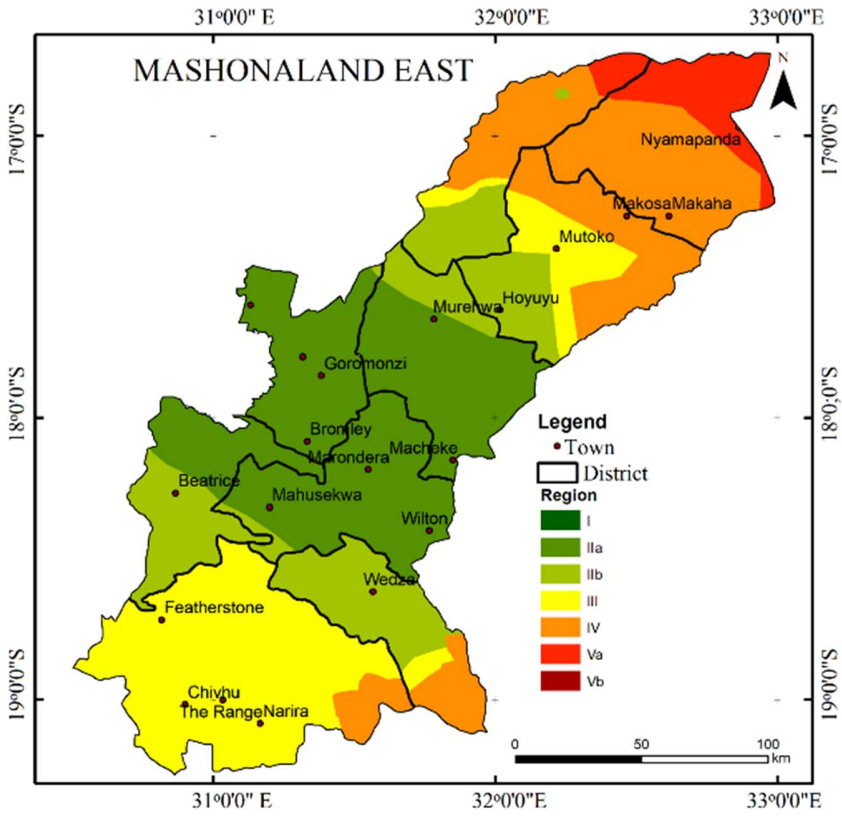 31°0'0" E
32°0'0"S
33°0'0"S
MASHONALAND EAST
N
17°0'0"S
17°0'0"S
Nyamapanda
Makosa
Makaha
Mutoko
Hoyuyu
Murehwa
Goromonzi
18°0'0"S
18°0'0"S
Bromley
Macheke
Marondera
Beatrice
Mahusekwa
Wilton
Wedza
Featherstone
Chivhu
The Range
Narira
19°0'0"S
19°0'0"S
Legend
Town
District
Region
I
IIa
IIb
III
IV
Va
Vb
0
50
100
km
31°0'0" E
32°0'0" E
33°0'0" E